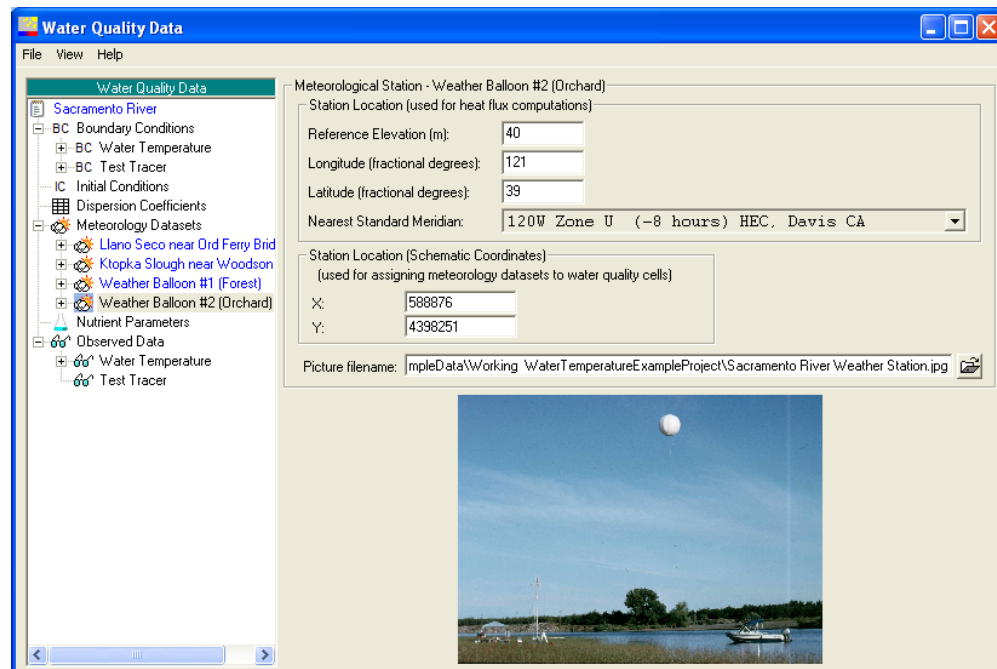 Water Quality Data
File View Help
Water Quality Data
Sacramento River
BC Boundary Conditions
BC Water Temperature
BC Test Tracer
IC Initial Conditions
Dispersion Coefficients
Meteorology Datasets
Llano Seco near Ord Ferry Brid
Ktopka Slough near Woodson
Weather Balloon #1 (Forest)
Weather Balloon #2 (Orchard)
Nutrient Parameters
Observed Data
Water Temperature
Test Tracer
Meteorological Station - Weather Balloon #2 (Orchard)
Station Location (used for heat flux computations)
Reference Elevation (m): 40
Longitude (fractional degrees): 121
Latitude (fractional degrees): 39
Nearest Standard Meridian: 120W Zone U (-8 hours) HEC, Davis CA
Station Location (Schematic Coordinates)
(used for assigning meteorology datasets to water quality cells)
X: 588876
Y: 4398251
Picture filename: mpleData\Working WaterTemperatureExampleProject\Sacramento River Weather Station.jpg